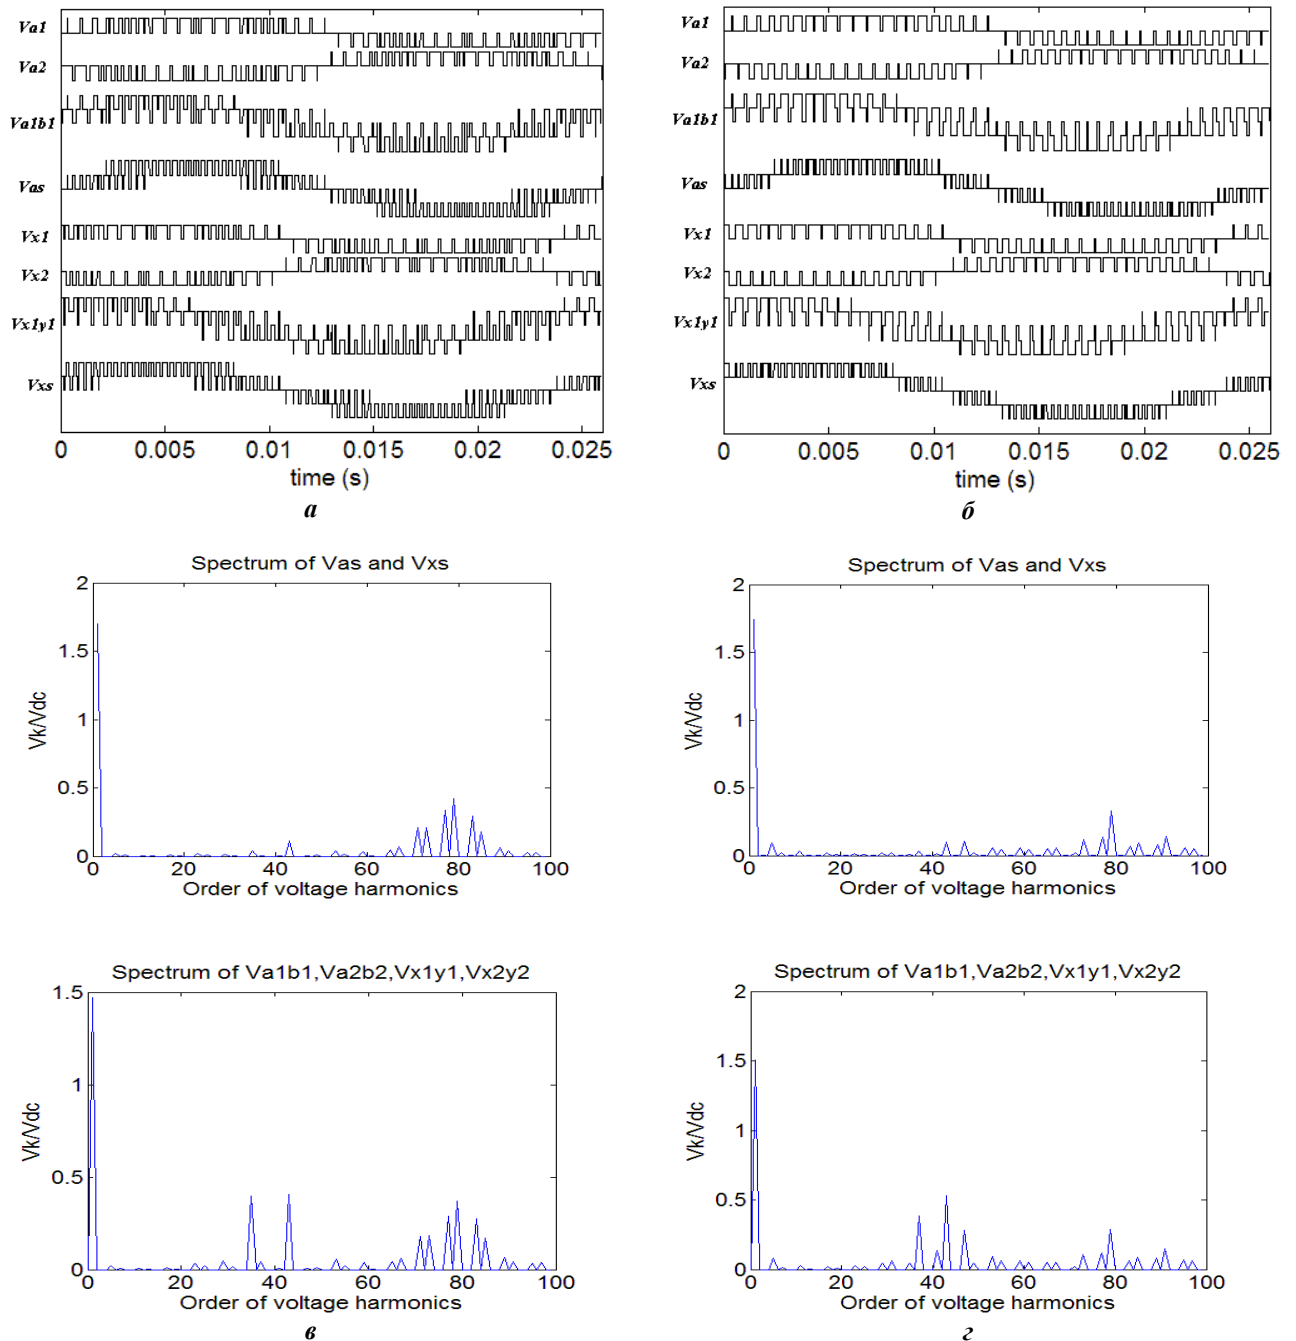 Va1
Va2
Va1b1
Vas
Vx1
Vx2
Vx1y1
Vxs
0 0.005 0.01 0.015 0.02 0.025
time (s)
а
Va1
Va2
Va1b1
Vas
Vx1
Vx2
Vx1y1
Vxs
0 0.005 0.01 0.015 0.02 0.025
time (s)
б
Spectrum of Vas and Vxs
2
1.5
1
0.5
0
Vk/Vdc
0 20 40 60 80 100
Order of voltage harmonics
Spectrum of Vas and Vxs
2
1.5
1
0.5
0
Vk/Vdc
0 20 40 60 80 100
Order of voltage harmonics
Spectrum of Va1b1,Va2b2,Vx1y1,Vx2y2
1.5
1
0.5
0
Vk/Vdc
0 20 40 60 80 100
Order of voltage harmonics
в
Spectrum of Va1b1,Va2b2,Vx1y1,Vx2y2
2
1.5
1
0.5
0
Vk/Vdc
0 20 40 60 80 100
Order of voltage harmonics
г